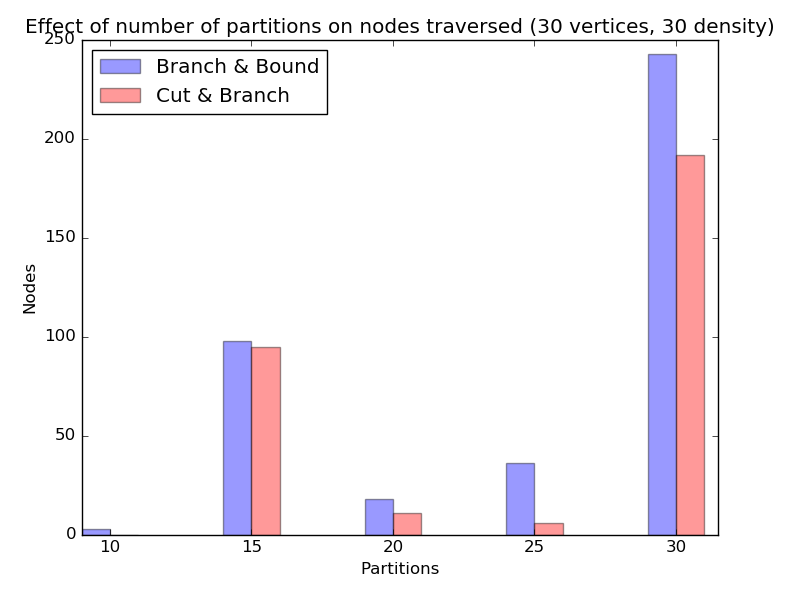 Effect of number of partitions on nodes traversed (30 vertices, 30 density)
Branch & Bound
Cut & Branch
250
200
150
100
50
0
Nodes
10 15 20 25 30
Partitions